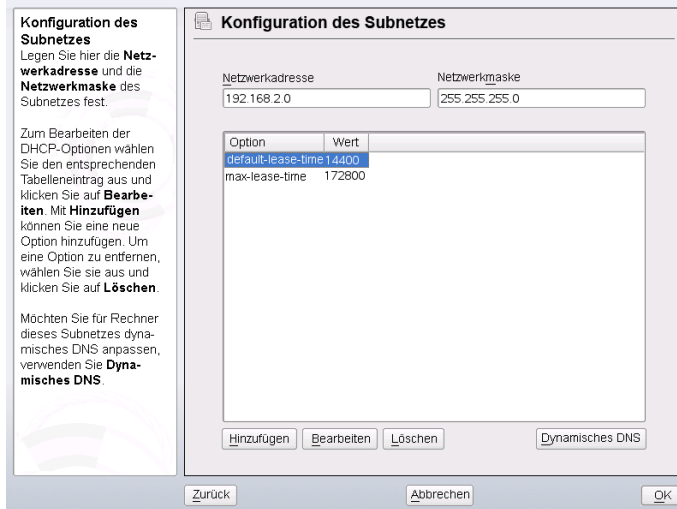 Konfiguration des
Subnetzes
Legen Sie hier die Netz-
werkadresse und die
Netzwerkmaske des
Subnetzes fest.
Zum Bearbeiten der
DHCP-Optionen wählen
Sie den entsprechenden
Tabelleneintrag aus und
klicken Sie auf Bearbe-
iten. Mit Hinzufügen
können Sie eine neue
Option hinzufügen. Um
eine Option zu entfernen,
wählen Sie sie aus und
klicken Sie auf Löschen.
Möchten Sie für Rechner
dieses Subnetzes dyna-
misches DNS anpassen,
verwenden Sie Dyna-
misches DNS.
Konfiguration des Subnetzes
Netzwerkadresse Netzwerkmaske
192.168.2.0 255.255.255.0
Option Wert
default-lease-time 14400
max-lease-time 172800
Hinzufügen Bearbeiten Löschen Dynamisches DNS
Zurück Abbrechen OK